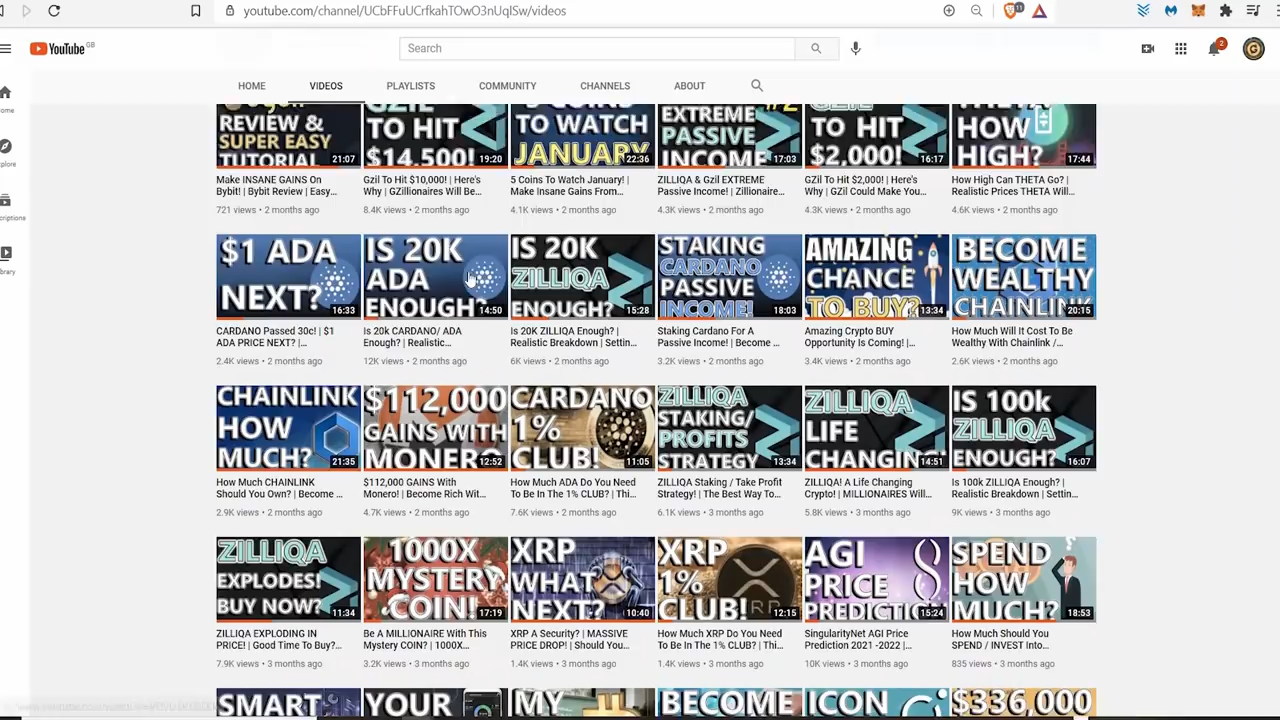 youtube.com/channel/UCbFFuUCrfkahTOwO3nUqISw/videos
11
YouTube GB
Search
2
HOME VIDEOS PLAYLISTS COMMUNITY CHANNELS ABOUT
REVIEW &
SUPER EASY
TUTORIAL
21:07
Make INSANE GAINS On
Bybit! | Bybit Review | Easy...
721 views • 2 months ago
GZIL
TO HIT
$14,500!
19:20
Gzil To Hit $10,000! | Here's
Why | GZillionaires Will Be...
8.4K views • 2 months ago
5 COINS
TO WATCH
JANUARY
22:36
5 Coins To Watch January! |
Make Insane Gains From...
4.1K views • 2 months ago
EXTREME
PASSIVE
INCOME
17:03
ZILLIQA & Gzil EXTREME
Passive Income! | Zillionaire...
4.3K views • 2 months ago
GZIL
TO HIT
$2,000!
16:17
GZil To Hit $2,000! | Here's
Why | GZil Could Make You...
4.3K views • 2 months ago
THETA
HOW
HIGH?
17:44
How High Can THETA Go? |
Realistic Prices THETA Will...
4.6K views • 2 months ago
$1 ADA
NEXT?
16:33
CARDANO Passed 30c! | $1
ADA PRICE NEXT? |...
2.4K views • 2 months ago
IS 20K
ADA
ENOUGH?
14:50
Is 20k CARDANO/ ADA
Enough? | Realistic...
12K views • 2 months ago
IS 20K
ZILLIQA
ENOUGH?
15:28
Is 20K ZILLIQA Enough? |
Realistic Breakdown | Settin...
6K views • 2 months ago
STAKING
CARDANO
PASSIVE
INCOME!
18:03
Staking Cardano For A
Passive Income! | Become ...
3.2K views • 2 months ago
AMAZING
CHANCE
TO BUY?
13:34
Amazing Crypto BUY
Opportunity Is Coming! |...
3.4K views • 2 months ago
BECOME
WEALTHY
CHAINLINK
20:15
How Much Will It Cost To Be
Wealthy With Chainlink /...
2.6K views • 2 months ago
CHAINLINK
HOW
MUCH?
21:35
How Much CHAINLINK
Should You Own? | Become ...
2.9K views • 2 months ago
$112,000
GAINS WITH
MONERO
12:52
$112,000 GAINS With
Monero! | Become Rich Wit...
4.7K views • 2 months ago
CARDANO
1%
CLUB!
11:05
How Much ADA Do You Need
To Be In The 1% CLUB? | Thi...
7.6K views • 2 months ago
ZILLIQA
STAKING/
PROFITS
STRATEGY
13:34
ZILLIQA Staking / Take Profit
Strategy! | The Best Way To...
6.1K views • 3 months ago
ZILLIQA
LIFE
CHANGING
14:51
ZILLIQA! A Life Changing
Crypto! | MILLIONAIRES Will...
5.8K views • 3 months ago
IS 100k
ZILLIQA
ENOUGH?
16:07
Is 100k ZILLIQA Enough? |
Realistic Breakdown | Settin...
9K views • 3 months ago
ZILLIQA
EXPLODES!
BUY NOW?
11:34
ZILLIQA EXPLODING IN
PRICE! | Good Time To Buy?...
7.9K views • 3 months ago
1000X
MYSTERY
COIN!
17:19
Be A MILLIONAIRE With This
Mystery COIN? | 1000X...
3.2K views • 3 months ago
XRP
WHAT
NEXT?
10:40
XRP A Security? | MASSIVE
PRICE DROP! | Should You...
1.4K views • 3 months ago
XRP
1%
CLUB!
12:15
How Much XRP Do You Need
To Be In The 1% CLUB? | Thi...
1.4K views • 3 months ago
AGI
PRICE
PREDICTI
15:24
SingularityNet AGI Price
Prediction 2021 -2022 |...
10K views • 3 months ago
SPEND
HOW
MUCH?
18:53
How Much Should You
SPEND / INVEST Into...
835 views • 3 months ago
SMART
YOUR
MY
BECOME
ICON
$336,000